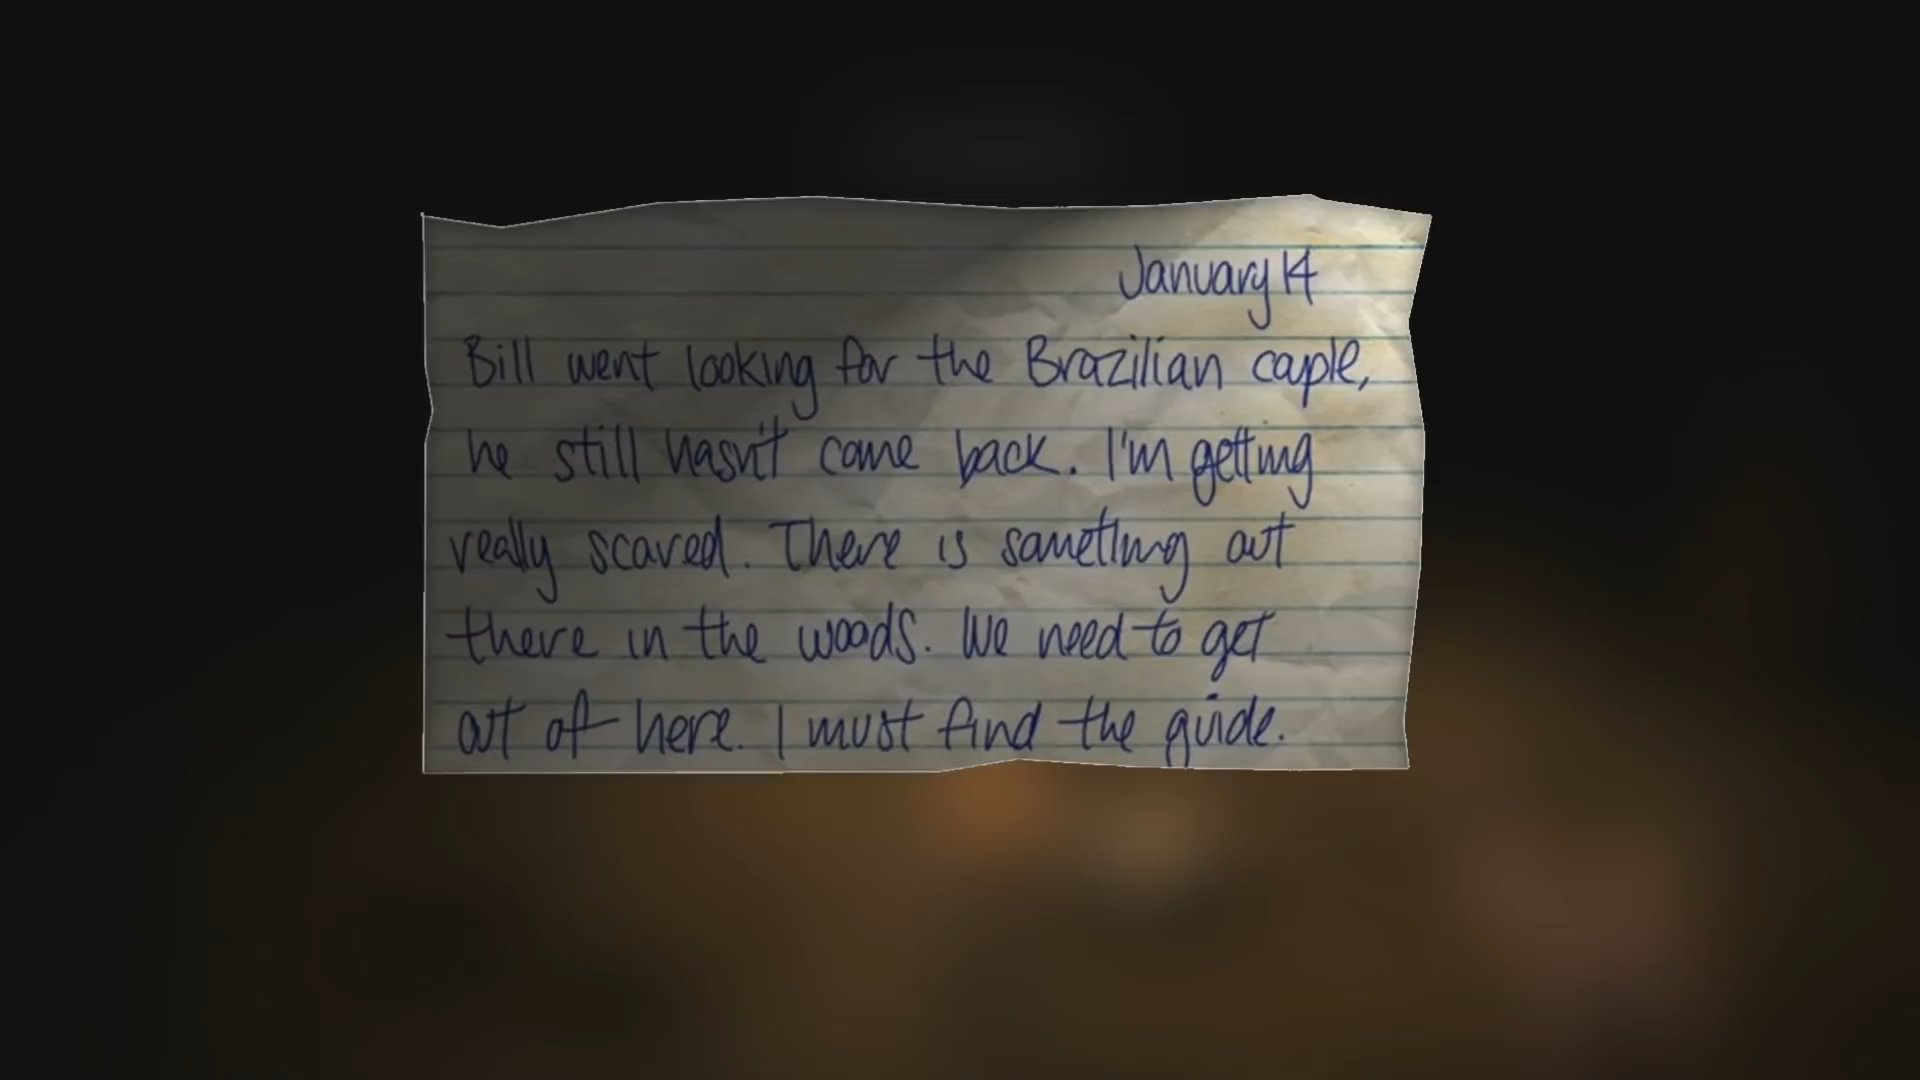 January 14
Bill went looking for the Brazilian couple,
he still hasn't come back. I'm getting
really scared. There is something out
there in the woods. We need to get
out of here. I must find the guide.